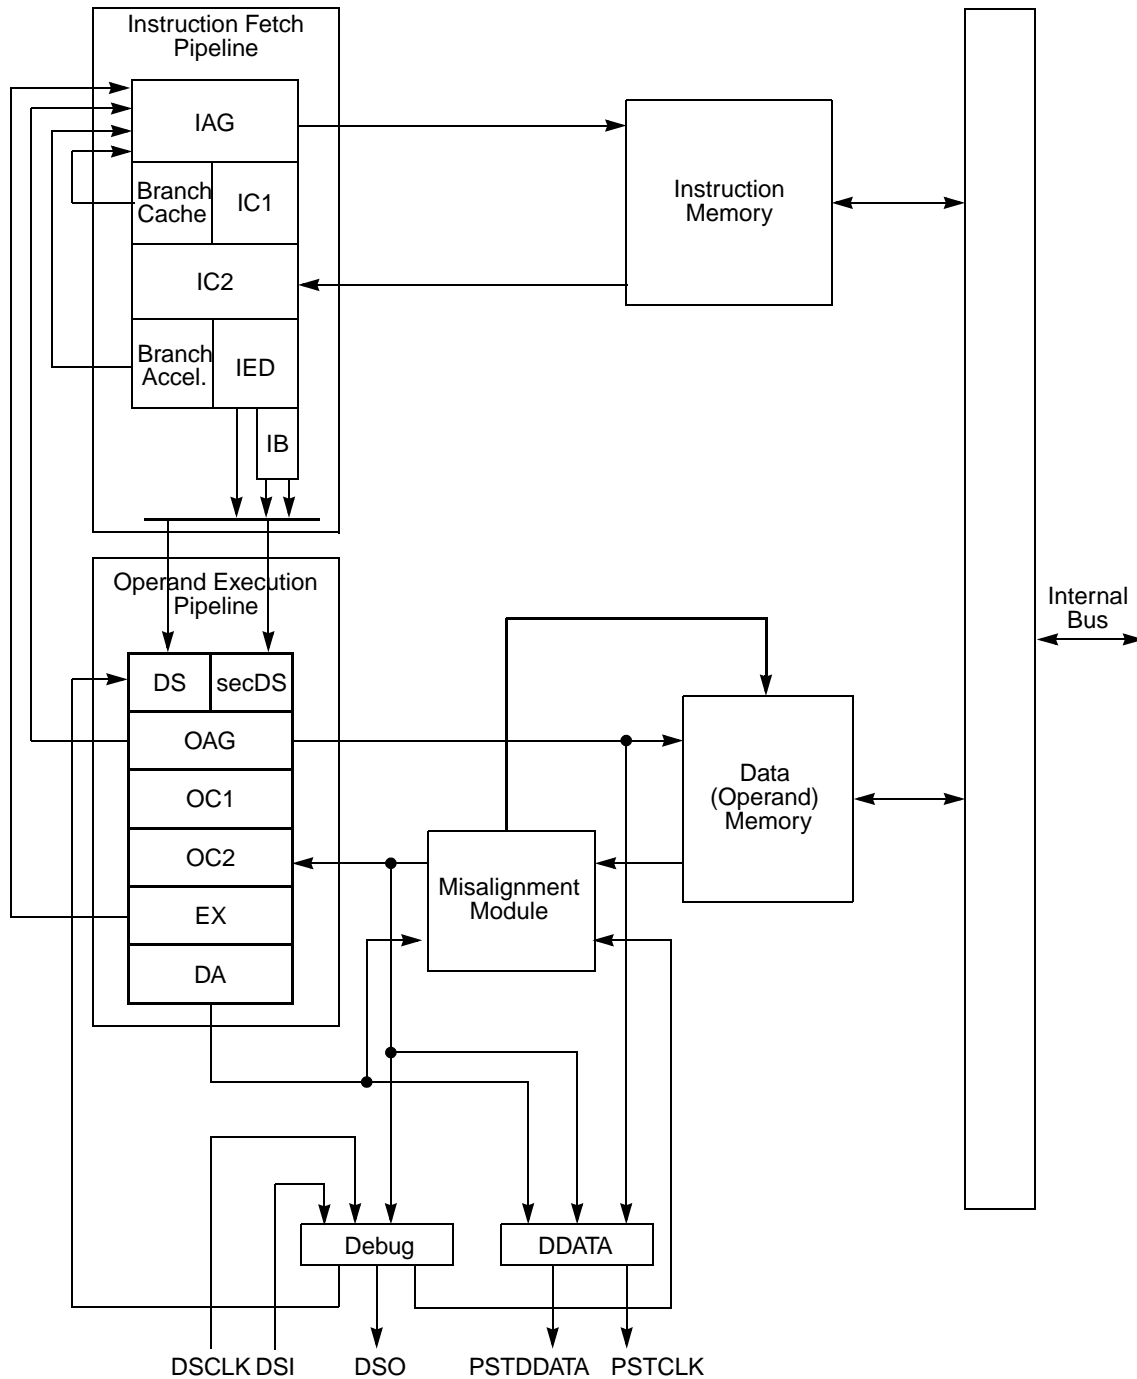 Instruction Fetch
Pipeline
IAG
Branch
Cache
IC1
IC2
Branch
Accel.
IED
IB
Instruction
Memory
Operand Execution
Pipeline
DS
secDS
OAG
OC1
OC2
EX
DA
Misalignment
Module
Data
(Operand)
Memory
Internal
Bus
Debug
DDATA
DSCLK
DSI
DSO
PSTDDATA
PSTCLK